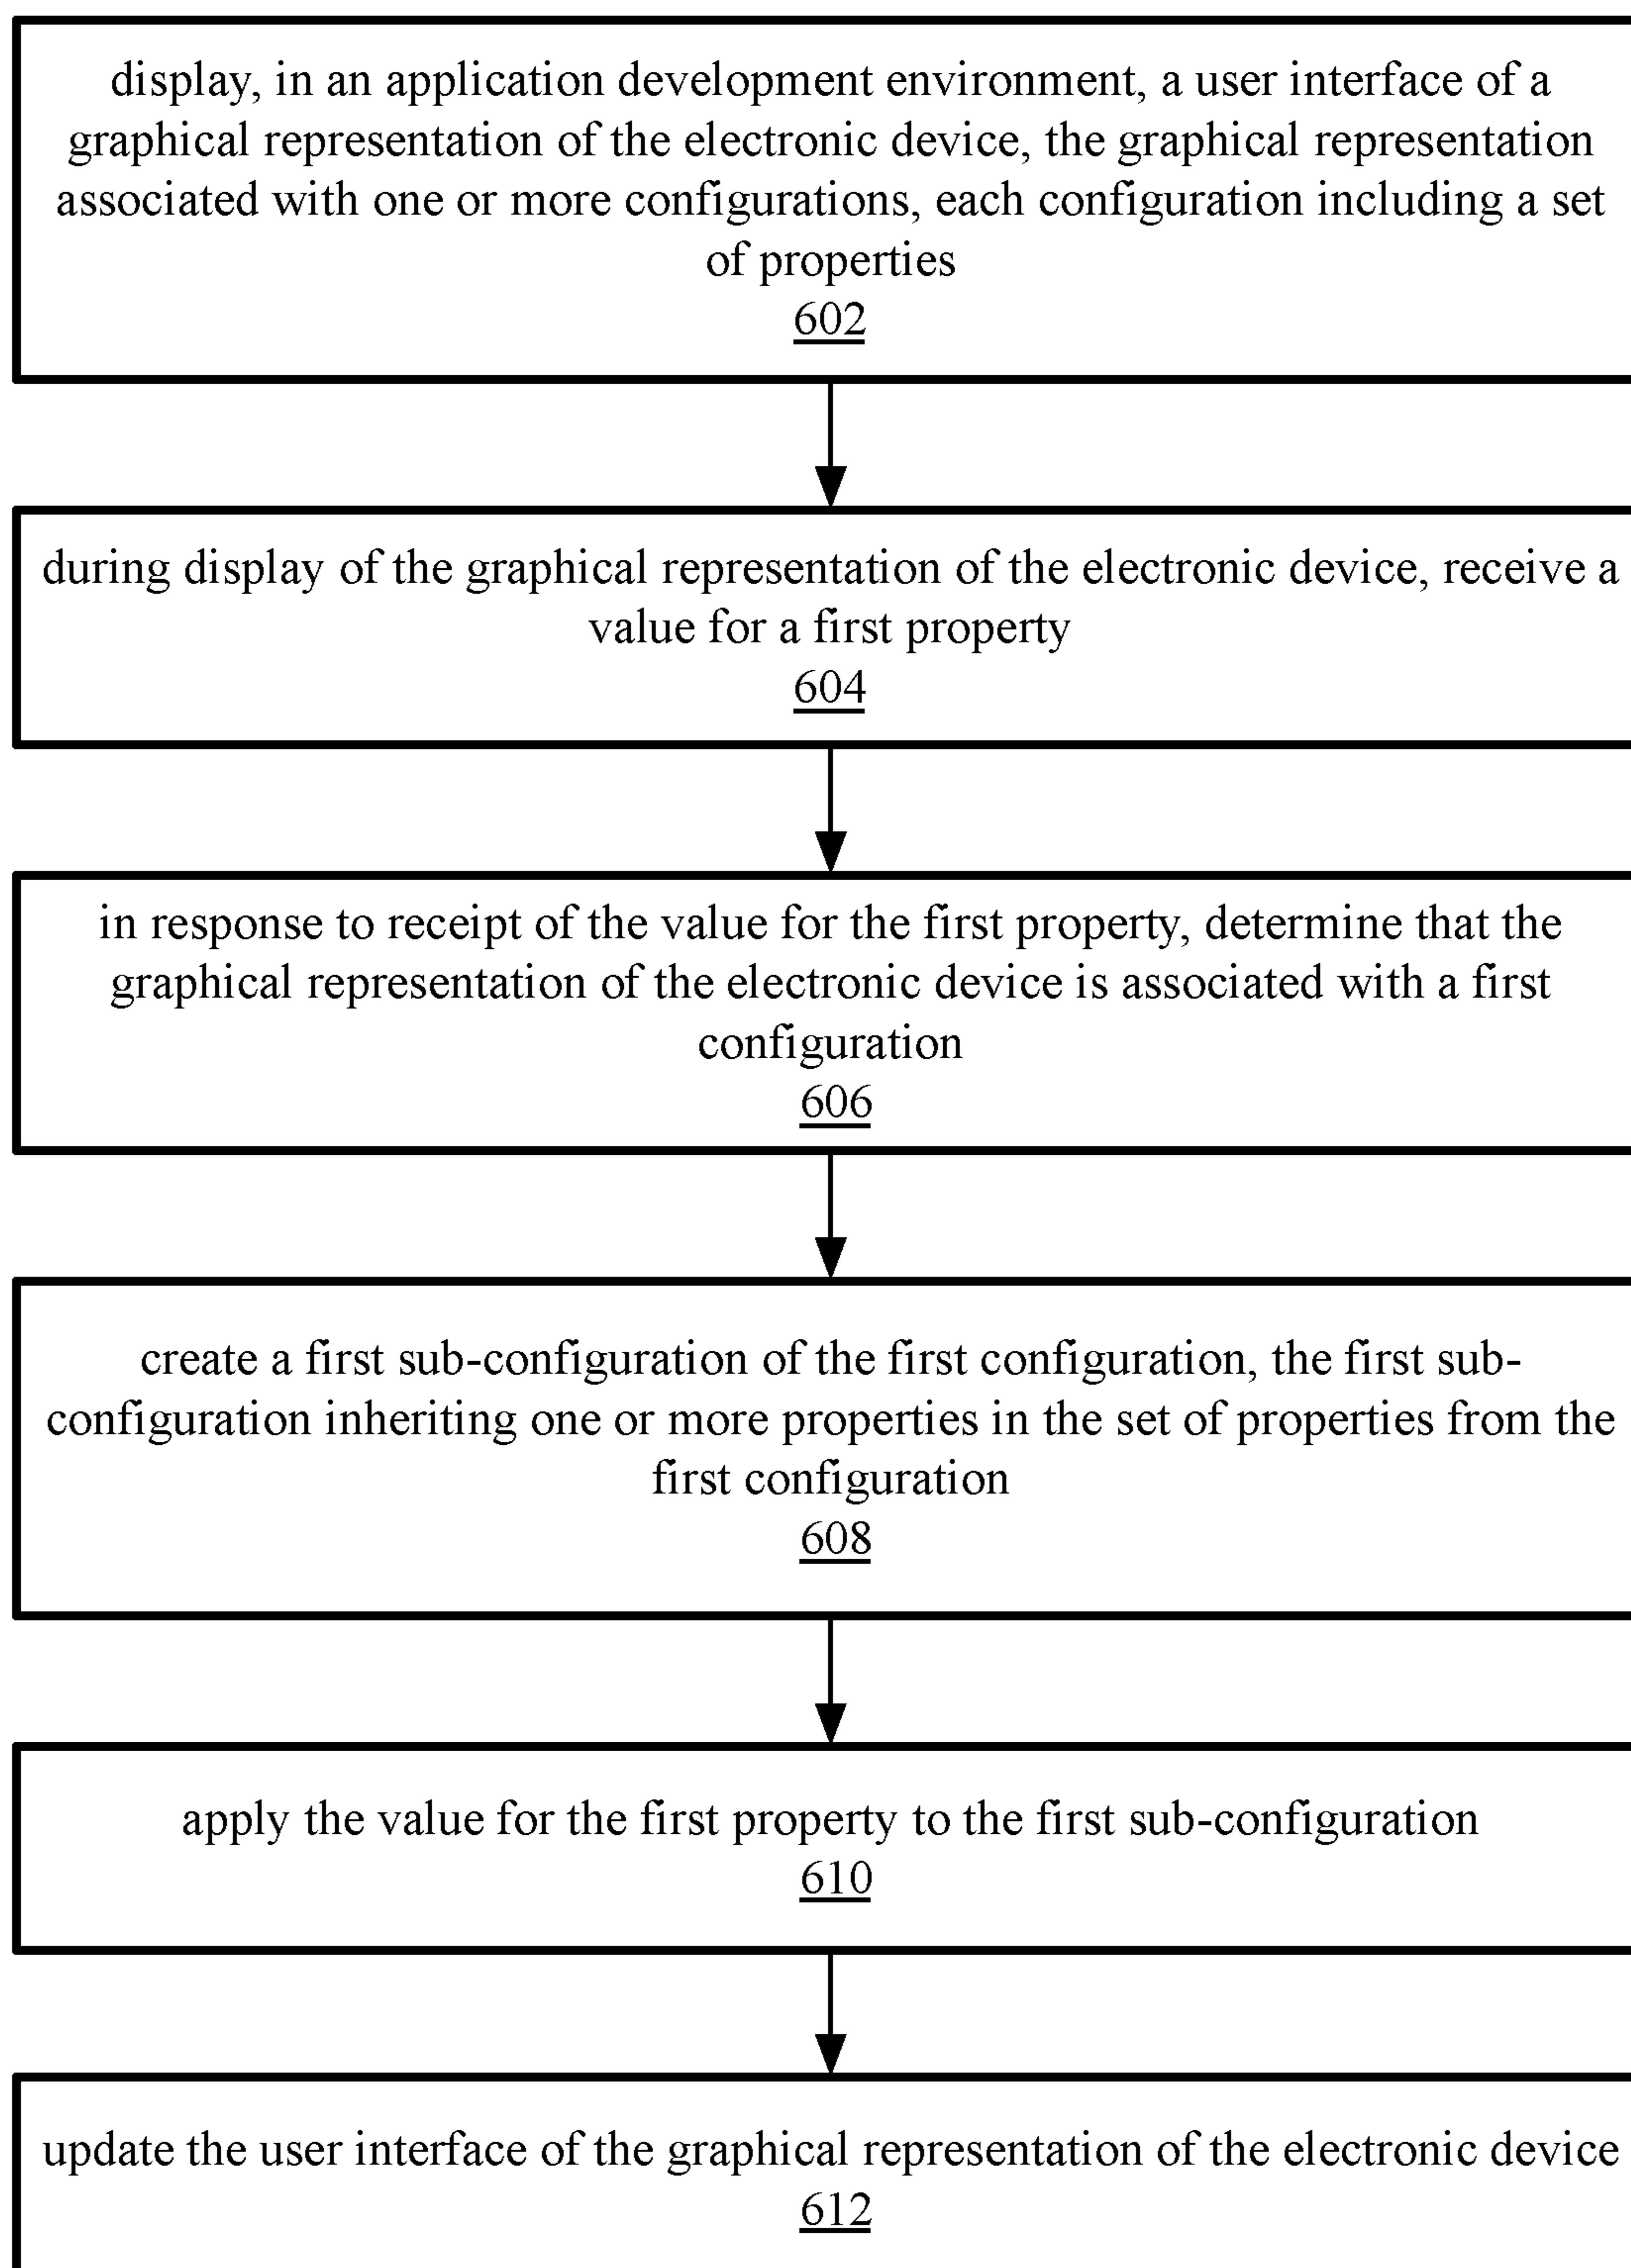 display, in an application development environment, a user interface of a
graphical representation of the electronic device, the graphical representation
associated with one or more configurations, each configuration including a set
of properties
602
during display of the graphical representation of the electronic device, receive a
value for a first property
604
in response to receipt of the value for the first property, determine that the
graphical representation of the electronic device is associated with a first
configuration
606
create a first sub-configuration of the first configuration, the first sub-
configuration inheriting one or more properties in the set of properties from the
first configuration
608
apply the value for the first property to the first sub-configuration
610
update the user interface of the graphical representation of the electronic device
612